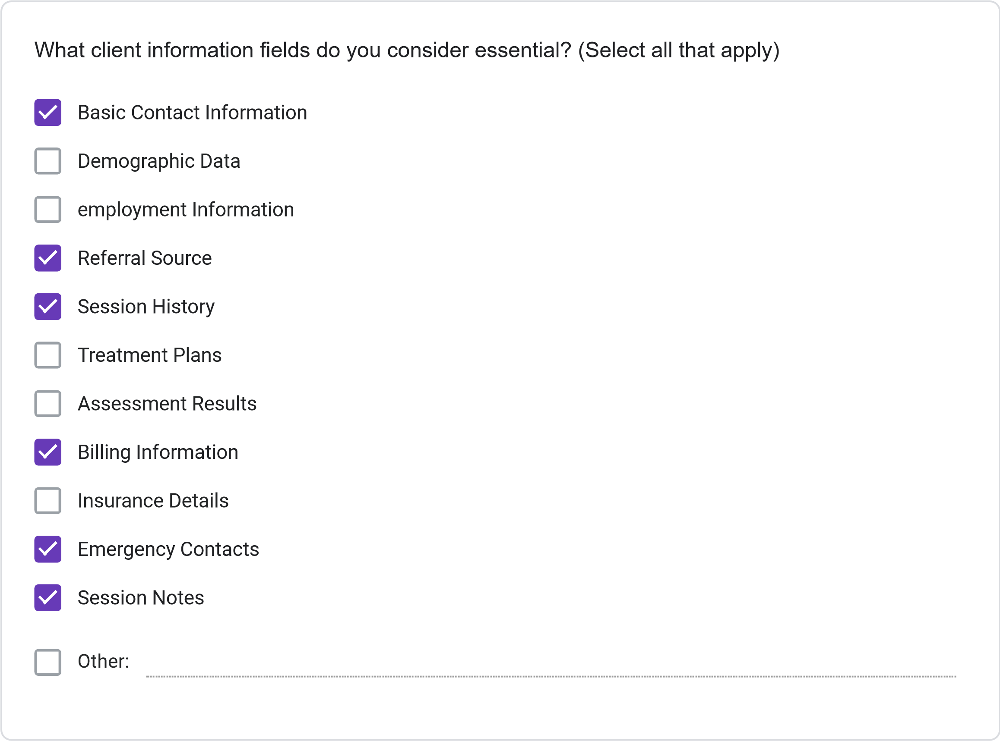 What client information fields do you consider essential? (Select all that apply)
Basic Contact Information
Demographic Data
employment Information
Referral Source
Session History
Treatment Plans
Assessment Results
Billing Information
Insurance Details
Emergency Contacts
Session Notes
Other: